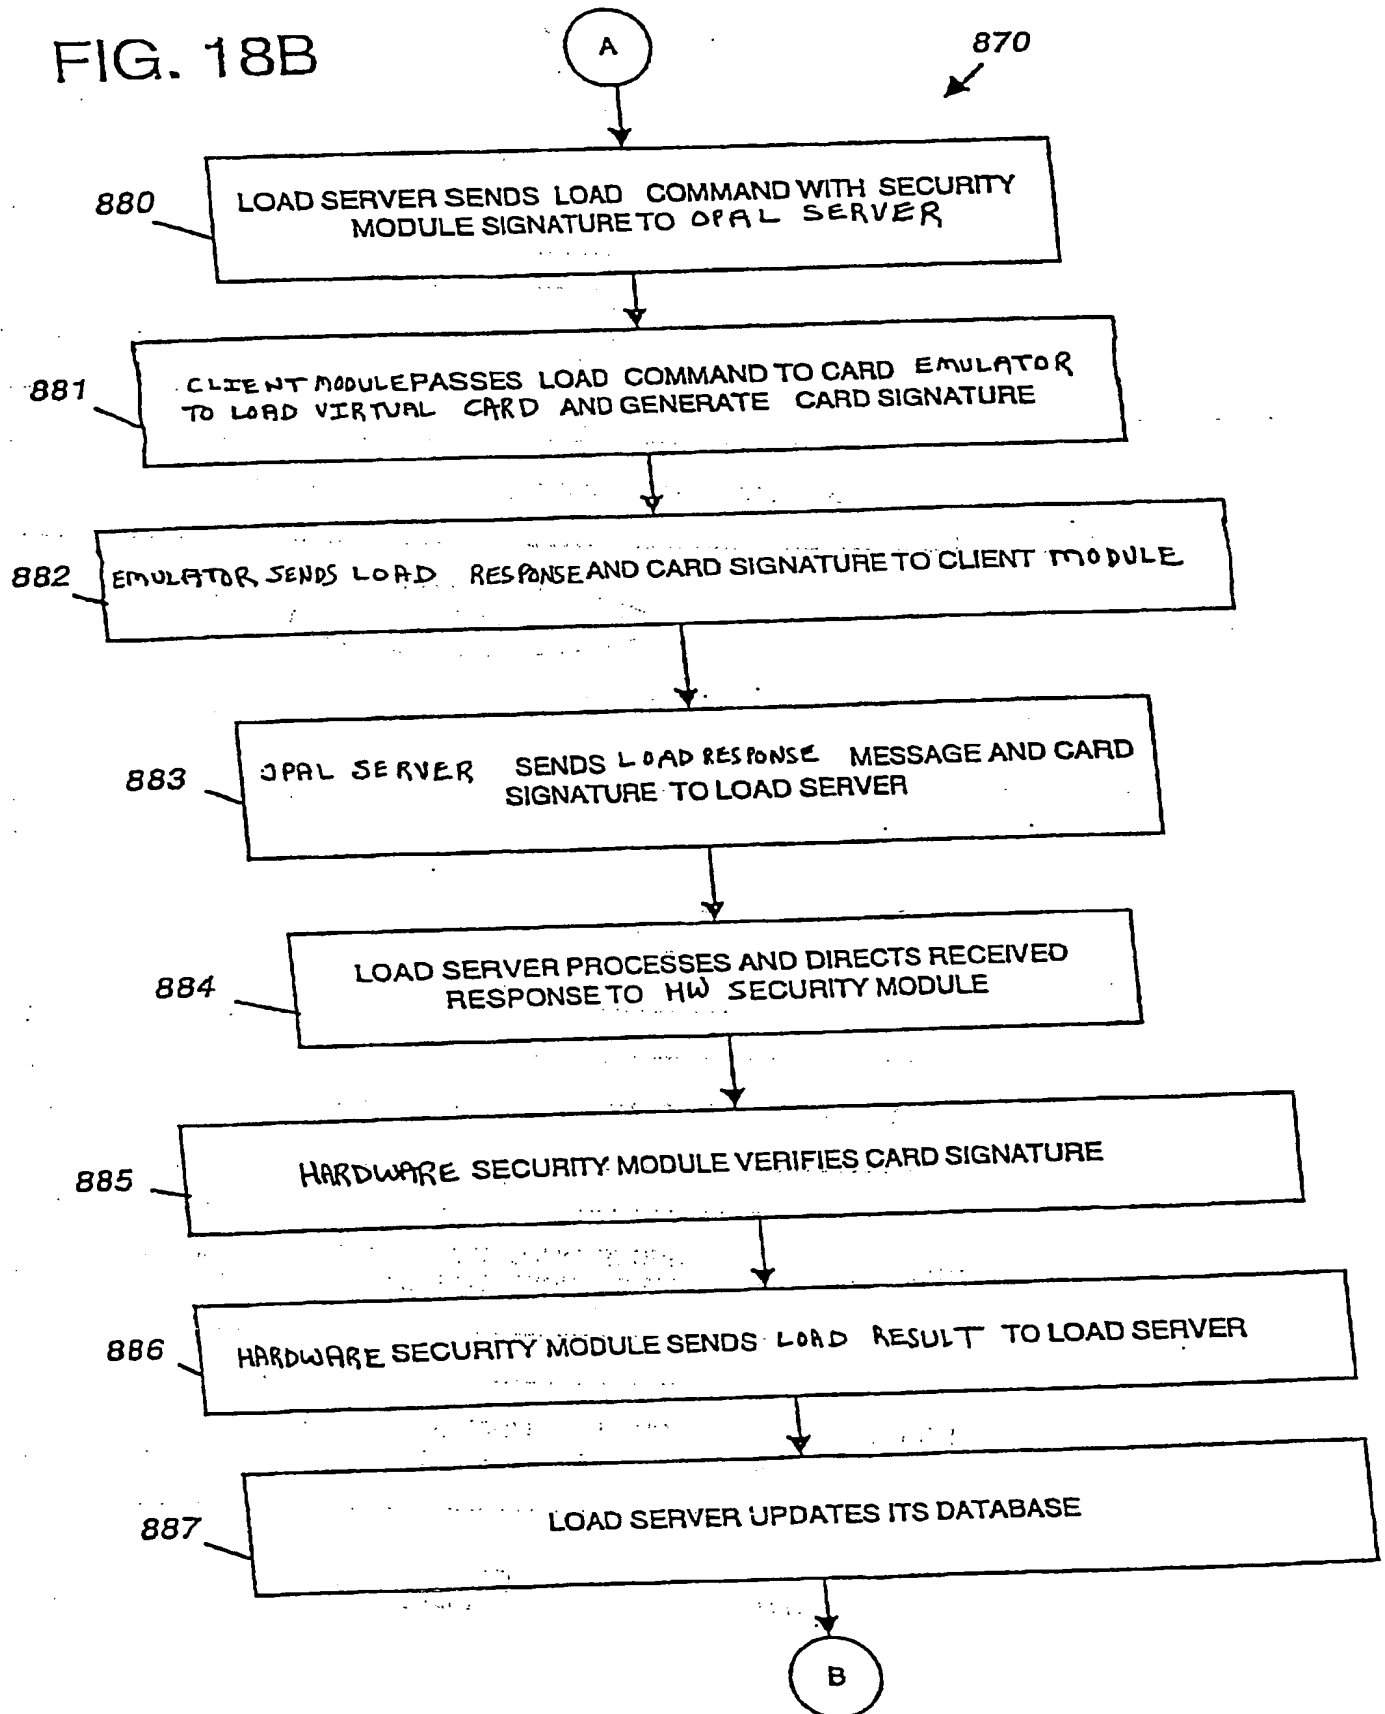 FIG. 18B
A
870
880
LOAD SERVER SENDS LOAD COMMAND WITH SECURITY
MODULE SIGNATURE TO OPAL SERVER
881
CLIENT MODULE PASSES LOAD COMMAND TO CARD EMULATOR
TO LOAD VIRTUAL CARD AND GENERATE CARD SIGNATURE
882
EMULATOR SENDS LOAD RESPONSE AND CARD SIGNATURE TO CLIENT MODULE
883
OPAL SERVER SENDS LOAD RESPONSE MESSAGE AND CARD
SIGNATURE TO LOAD SERVER
884
LOAD SERVER PROCESSES AND DIRECTS RECEIVED
RESPONSE TO HW SECURITY MODULE
885
HARDWARE SECURITY MODULE VERIFIES CARD SIGNATURE
886
HARDWARE SECURITY MODULE SENDS LOAD RESULT TO LOAD SERVER
887
LOAD SERVER UPDATES ITS DATABASE
B